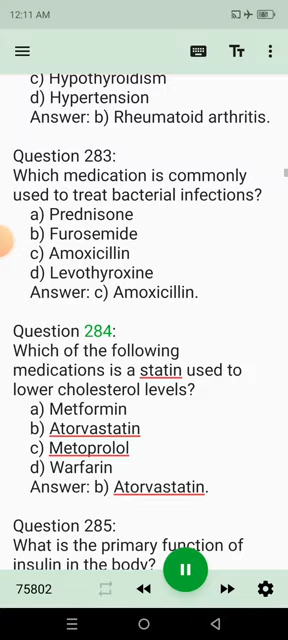 12:11 AM
c) Hypothyroidism
d) Hypertension
Answer: b) Rheumatoid arthritis.
Question 283:
Which medication is commonly
used to treat bacterial infections?
a) Prednisone
b) Furosemide
c) Amoxicillin
d) Levothyroxine
Answer: c) Amoxicillin.
Question 284:
Which of the following
medications is a statin used to
lower cholesterol levels?
a) Metformin
b) Atorvastatin
c) Metoprolol
d) Warfarin
Answer: b) Atorvastatin.
Question 285:
What is the primary function of
insulin in the body?
75802